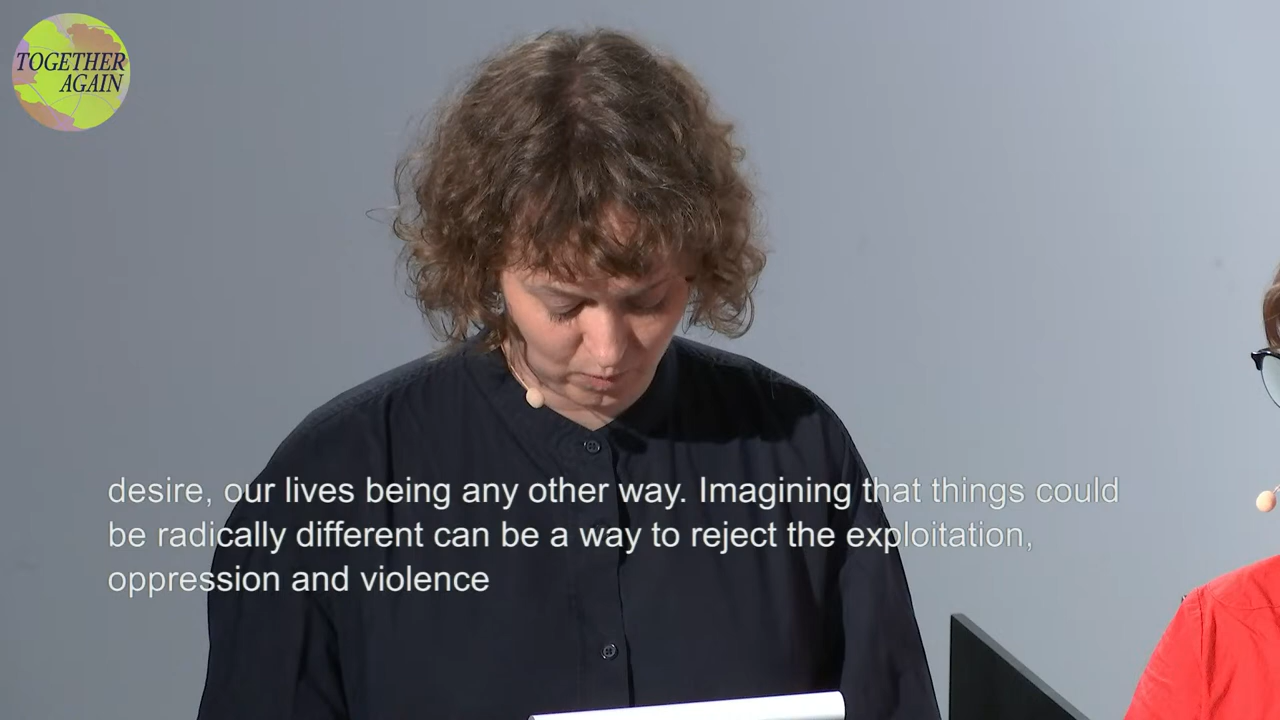 TOGETHER
AGAIN
desire, our lives being any other way. Imagining that things could
be radically different can be a way to reject the exploitation,
oppression and violence